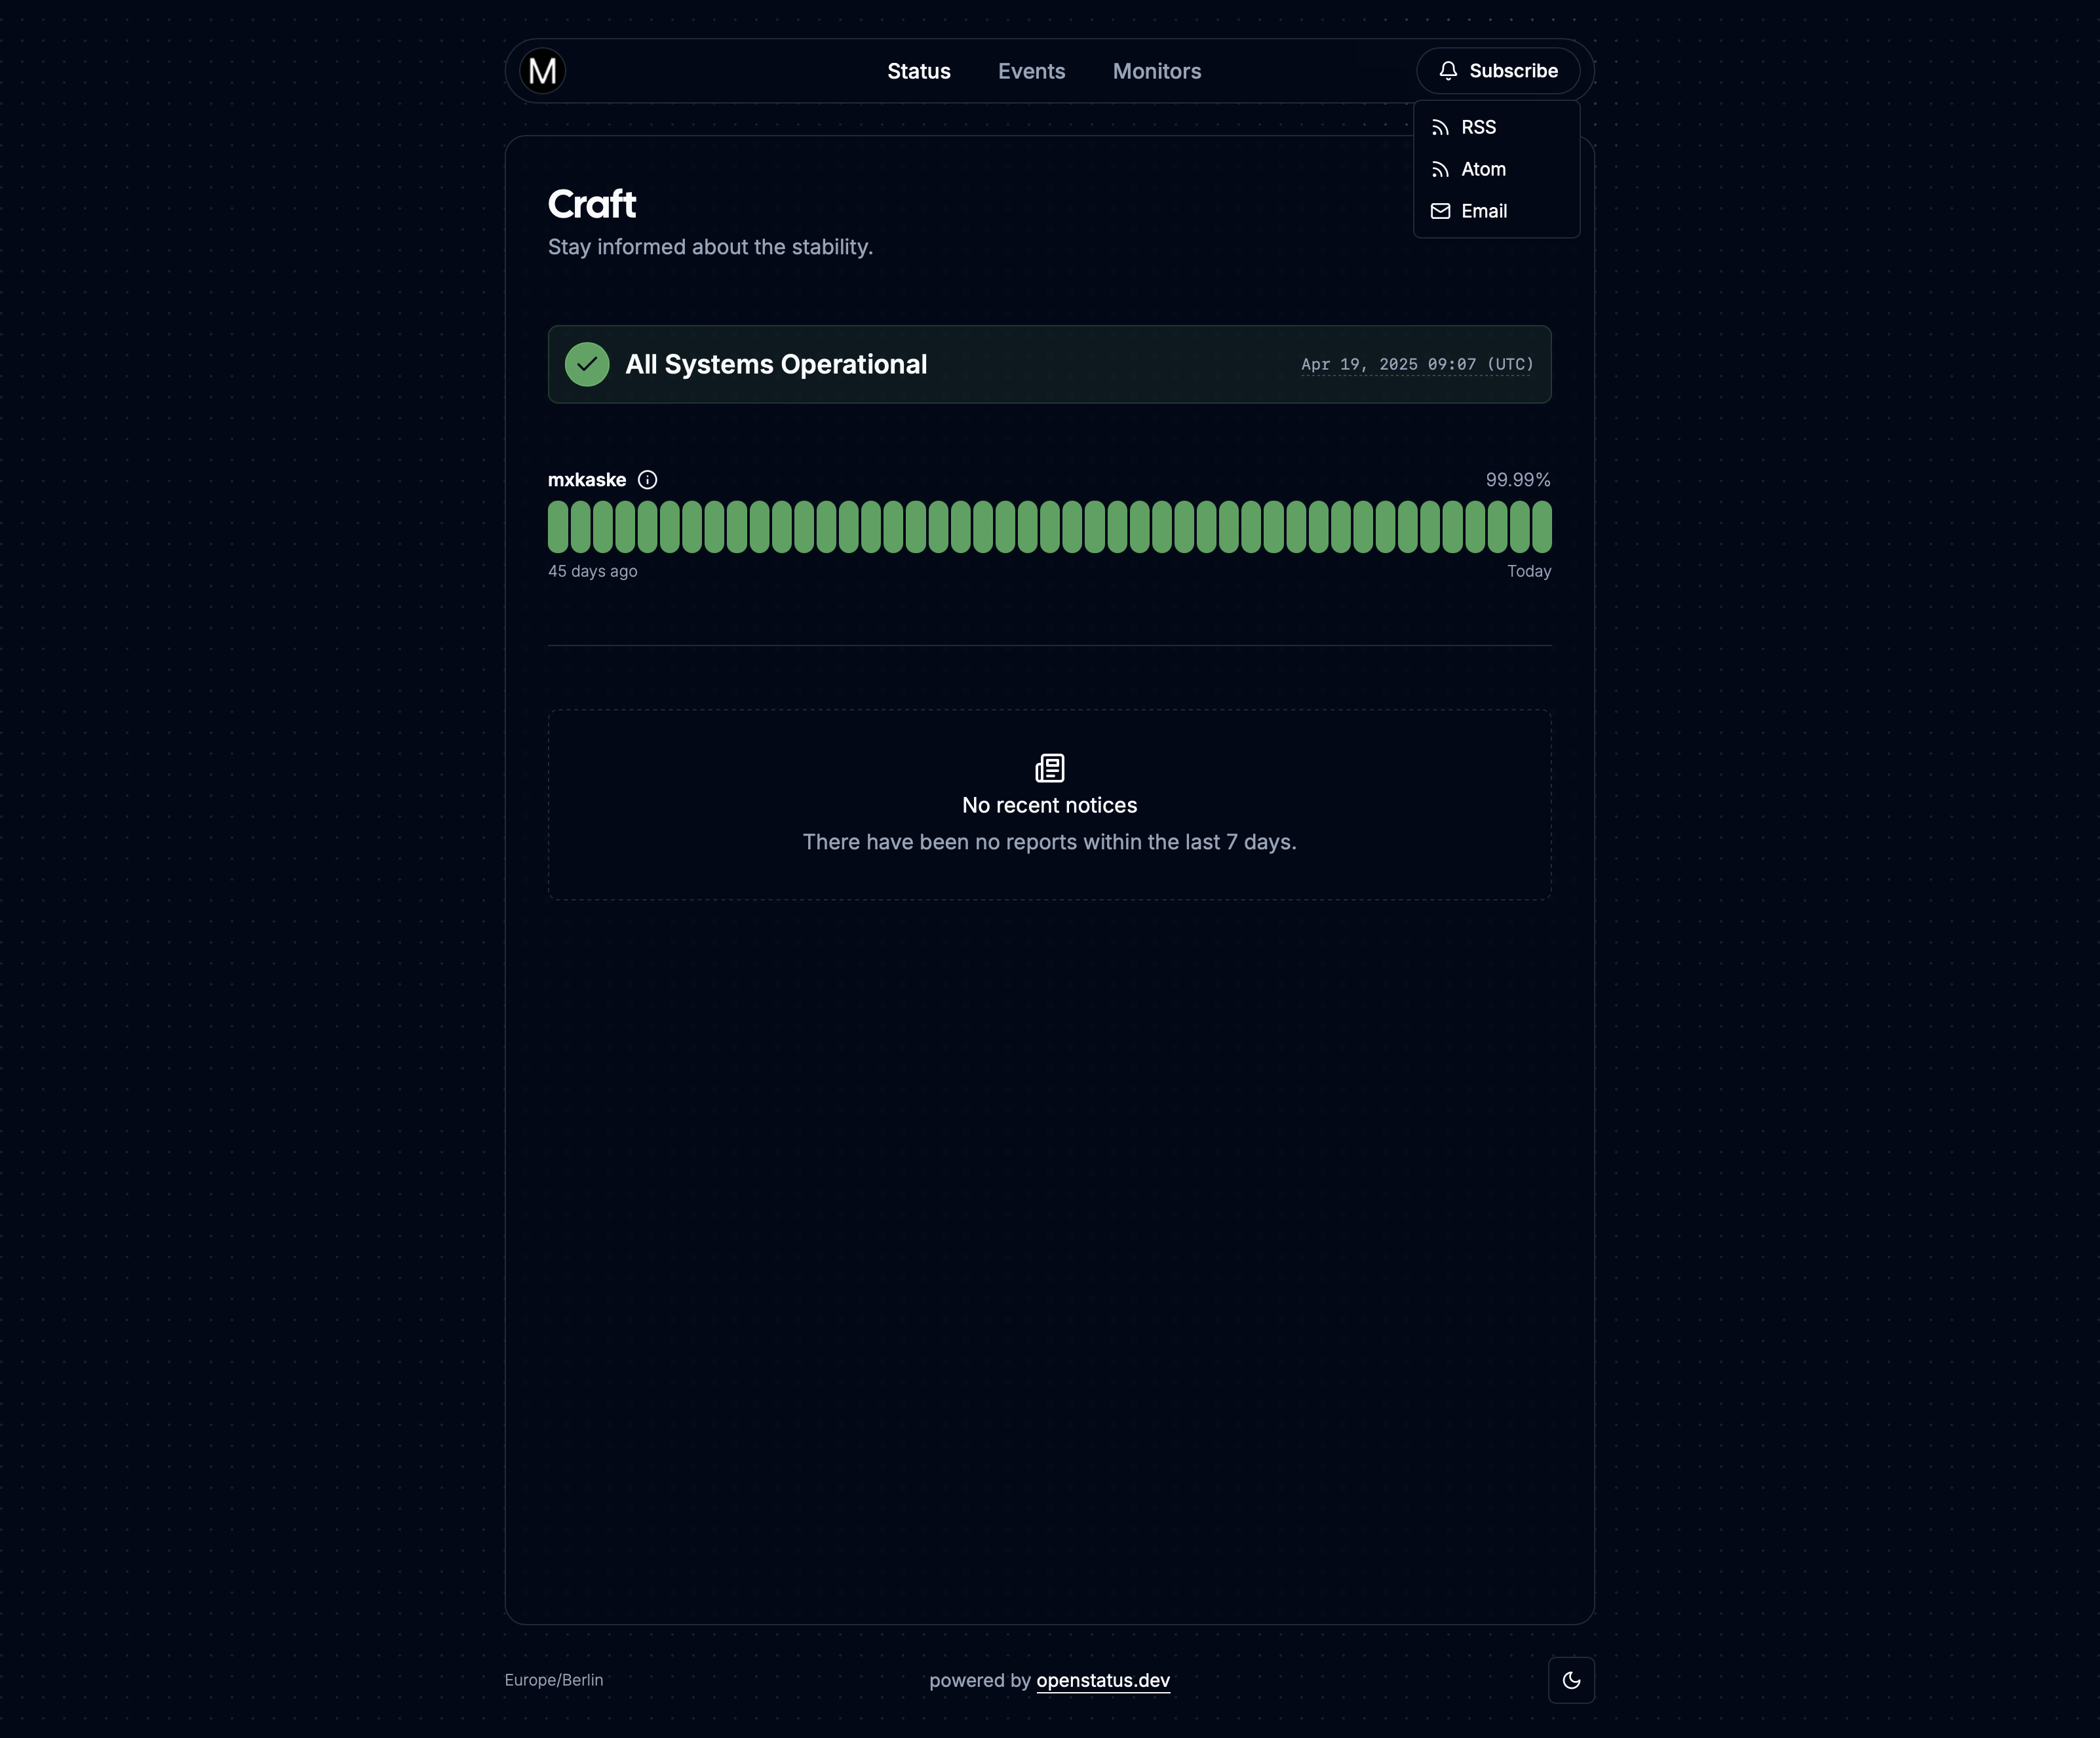 M
Status Events Monitors Subscribe
RSS
Atom
Email
Craft
Stay informed about the stability.
All Systems Operational Apr 19, 2025 09:07 (UTC)
mxkaske 99.99%
45 days ago Today
No recent notices
There have been no reports within the last 7 days.
Europe/Berlin powered by openstatus.dev